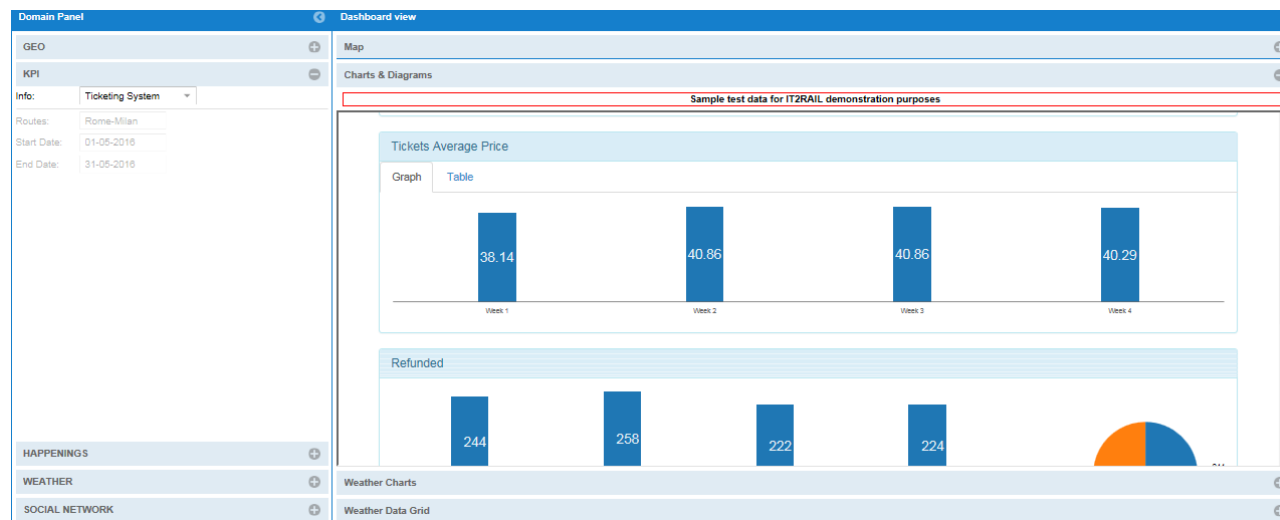 Domain Panel
Dashboard view
GEO
KPI
Info: Ticketing System
Routes: Rome-Milan
Start Date: 01-05-2016
End Date: 31-05-2016
HAPPENINGS
WEATHER
SOCIAL NETWORK
Map
Charts & Diagrams
Sample test data for IT2RAIL demonstration purposes
Tickets Average Price
Graph Table
38.14 40.86 40.86 40.29
Week 1 Week 2 Week 3 Week 4
Refunded
244 258 222 224
Weather Charts
Weather Data Grid